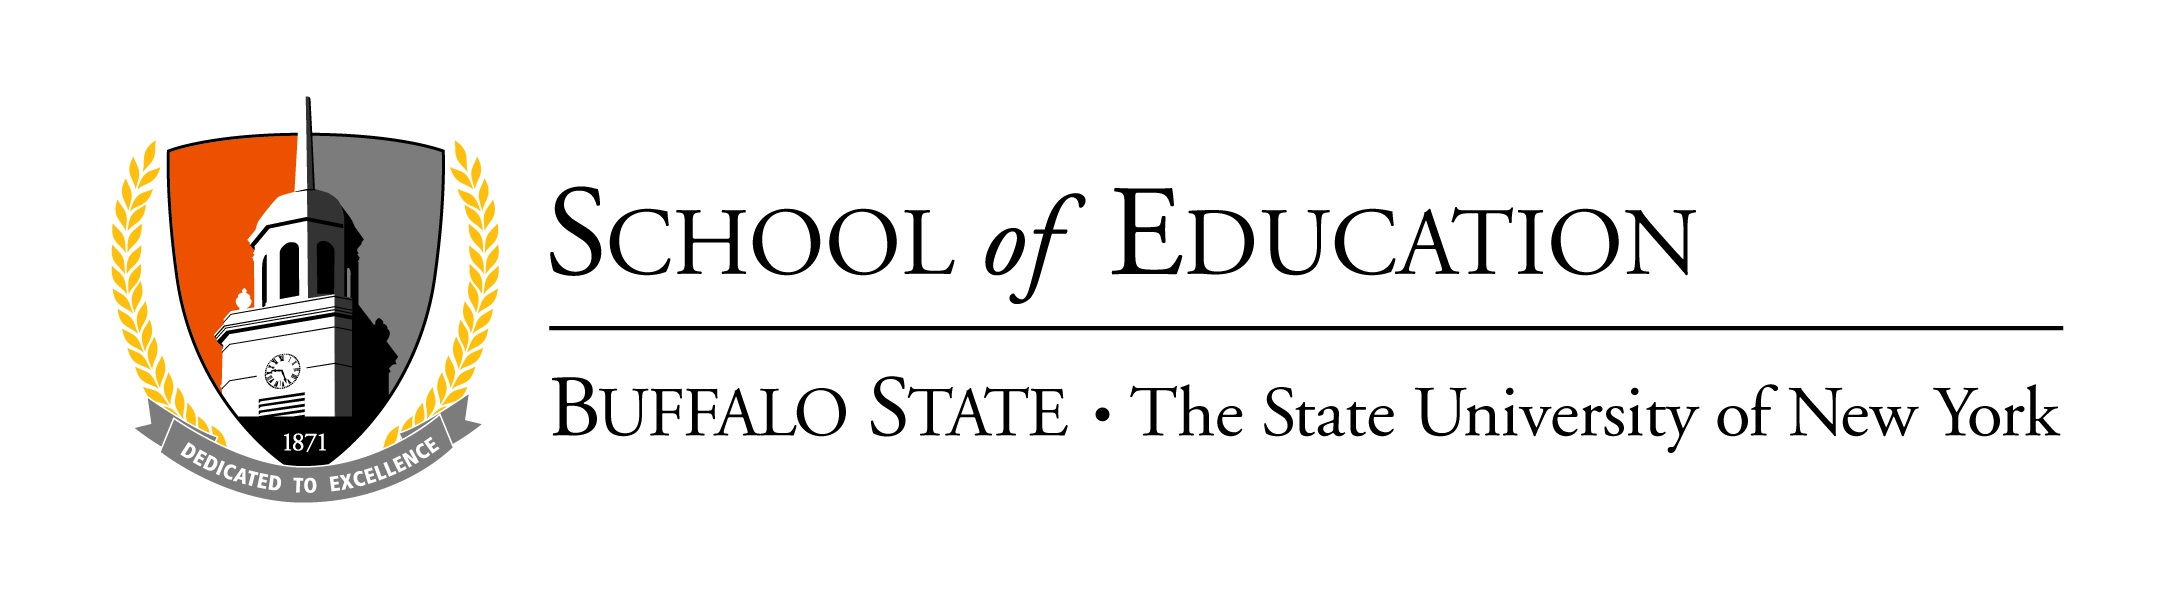 1871
DEDICATED TO EXCELLENCE
SCHOOL of EDUCATION
BUFFALO STATE • The State University of New York